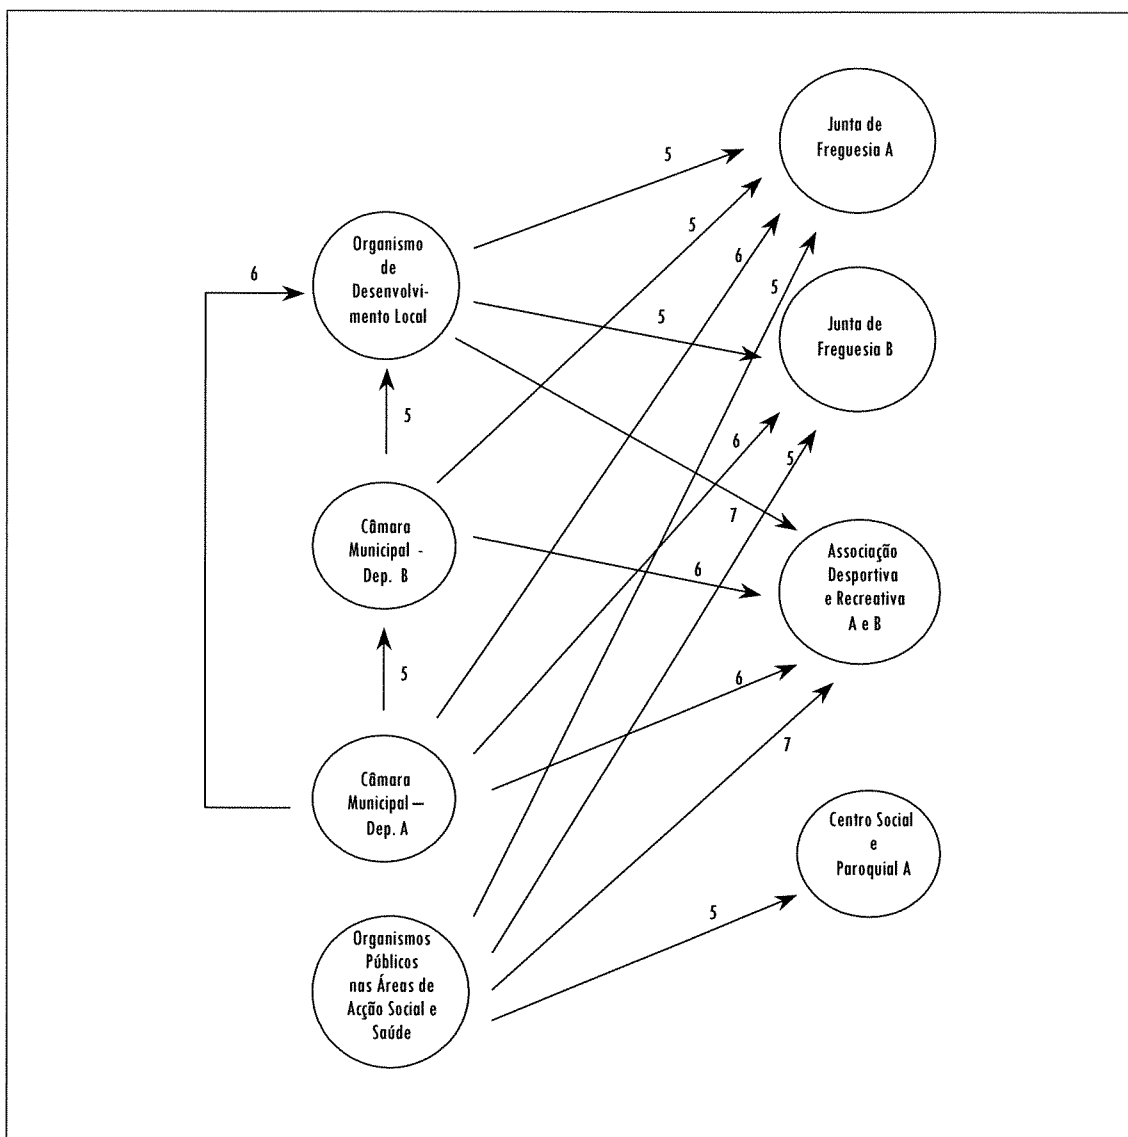 Junta de
Freguesia A
5
5
Organismo
de
Desenvolvi-
mento Local
6
6
5
5
Junta de
Freguesia B
5
6
5
7
Câmara
Municipal -
Dep. B
6
Associação
Desportiva
e Recreativa
A e B
5
6
7
Câmara
Municipal –
Dep. A
Centro Social
e
Paroquial A
5
Organismos
Públicos
nas Áreas de
Acção Social e
Saúde